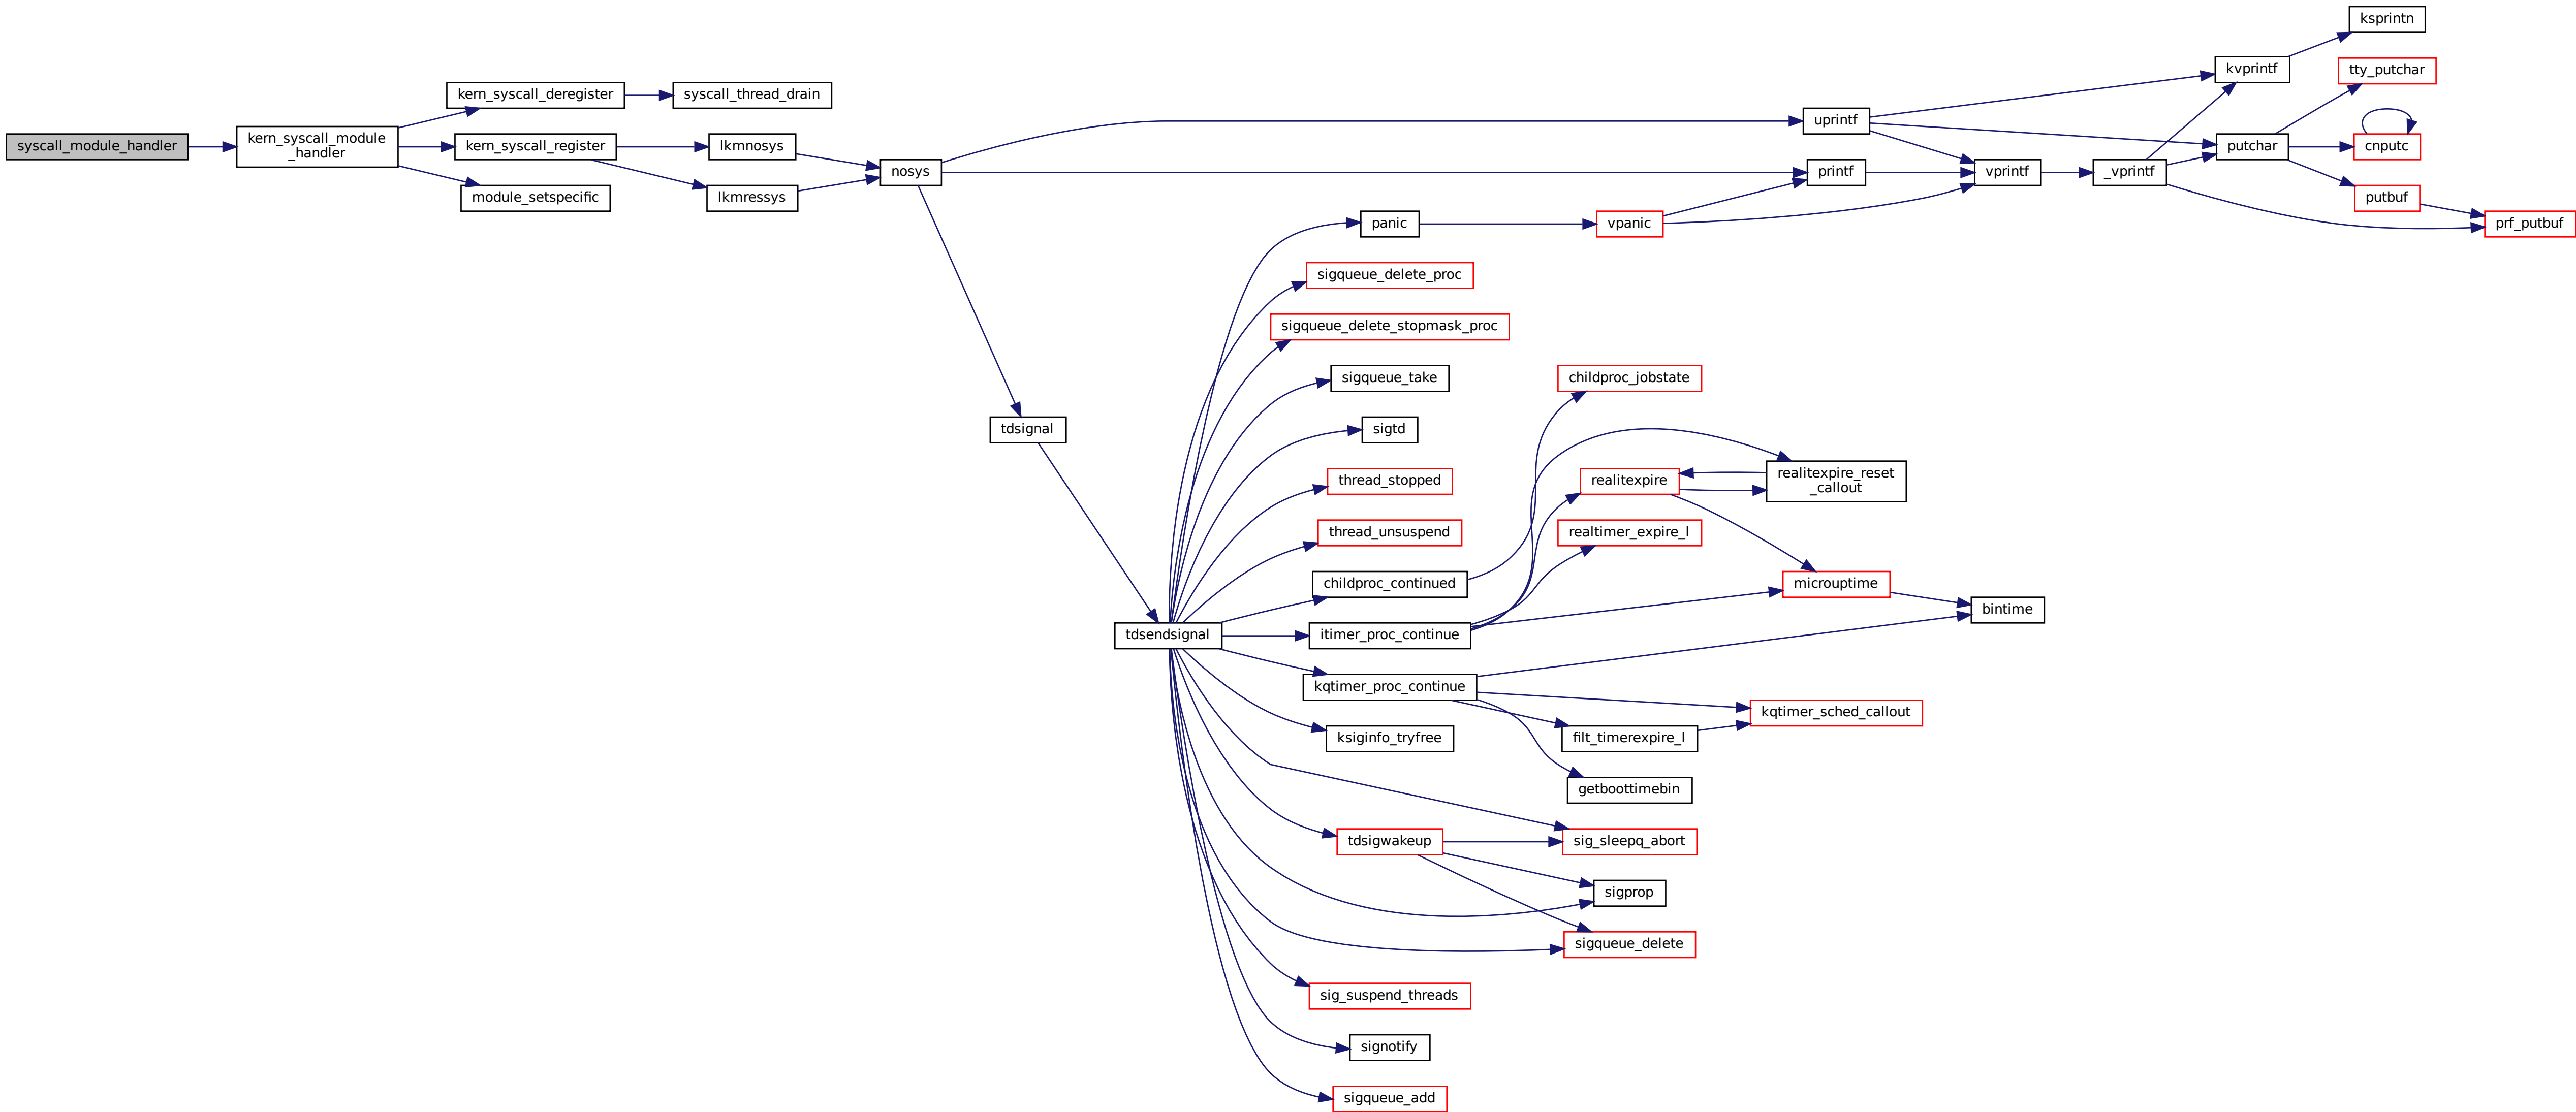 syscall_module_handler
kern_syscall_module
_handler
kern_syscall_deregister
kern_syscall_register
module_setspecific
syscall_thread_drain
lkmnosys
lkmressys
nosys
tdsignal
tdsendsignal
panic
sigqueue_delete_proc
sigqueue_delete_stopmask_proc
sigqueue_take
sigtd
thread_stopped
thread_unsuspend
childproc_continued
itimer_proc_continue
kqtimer_proc_continue
ksiginfo_tryfree
tdsigwakeup
sig_suspend_threads
signotify
sigqueue_add
vpanic
childproc_jobstate
realitexpire
realtimer_expire_l
filt_timerexpire_l
getboottimebin
sig_sleepq_abort
sigprop
sigqueue_delete
uprintf
printf
realitexpire_reset
_callout
microuptime
kqtimer_sched_callout
vprintf
bintime
_vprintf
kvprintf
putchar
ksprintn
tty_putchar
cnputc
putbuf
prf_putbuf